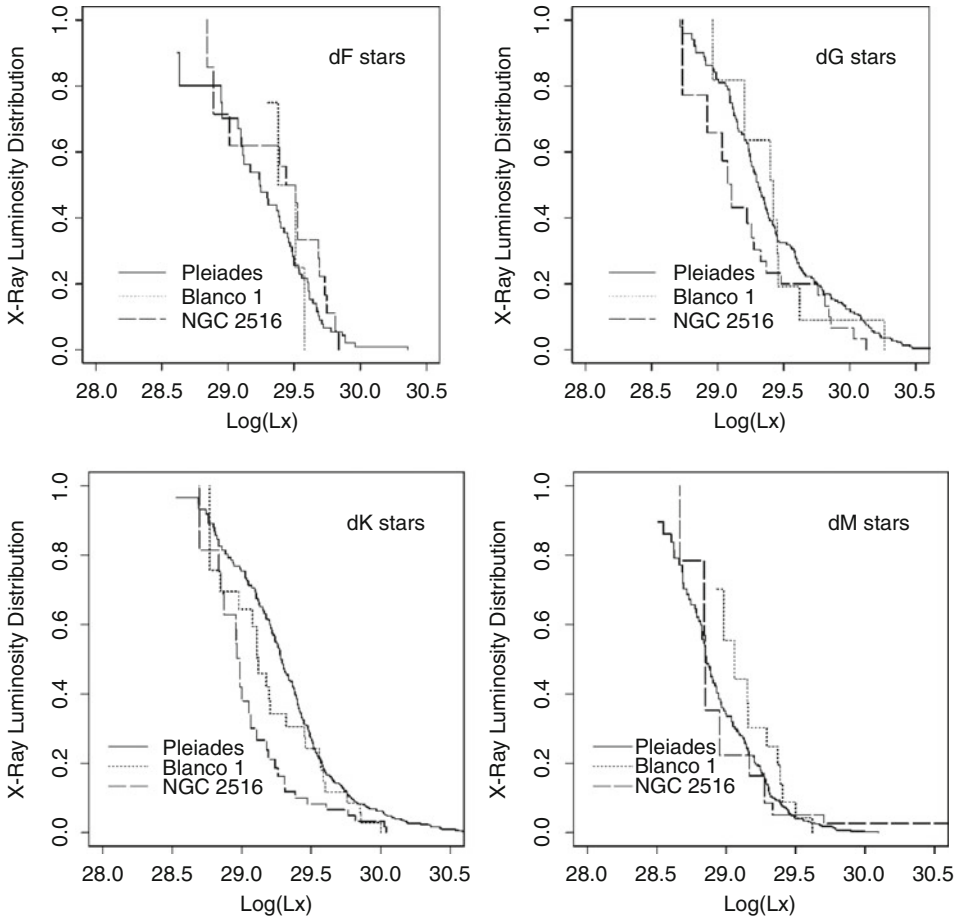 dF stars
X-Ray Luminosity Distribution
1.0
0.8
0.6
0.4
0.2
0.0
Pleiades
Blanco 1
NGC 2516
28.0 28.5 29.0 29.5 30.0 30.5
Log(Lx)
dG stars
X-Ray Luminosity Distribution
1.0
0.8
0.6
0.4
0.2
0.0
Pleiades
Blanco 1
NGC 2516
28.0 28.5 29.0 29.5 30.0 30.5
Log(Lx)
dK stars
X-Ray Luminosity Distribution
1.0
0.8
0.6
0.4
0.2
0.0
Pleiades
Blanco 1
NGC 2516
28.0 28.5 29.0 29.5 30.0 30.5
Log(Lx)
dM stars
X-Ray Luminosity Distribution
1.0
0.8
0.6
0.4
0.2
0.0
Pleiades
Blanco 1
NGC 2516
28.0 28.5 29.0 29.5 30.0 30.5
Log(Lx)